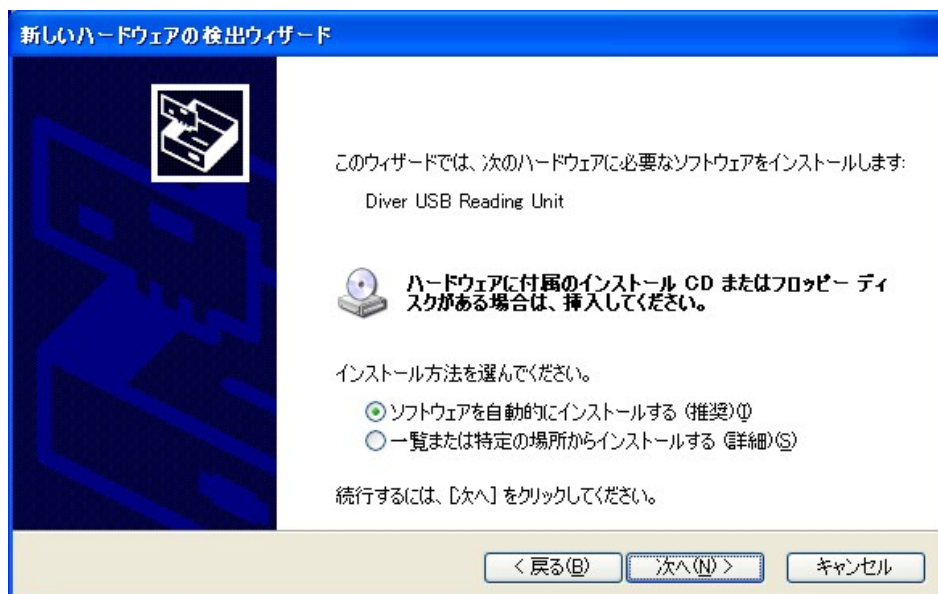 新しいハードウェアの検出ウィザード
このウィザードでは、次のハードウェアに必要なソフトウェアをインストールします:
Diver USB Reading Unit
ハードウェアに付属のインストール CD またはフロッピー ディ
スクがある場合は、挿入してください。
インストール方法を選んでください。
ソフトウェアを自動的にインストールする (推奨)(I)
一覧または特定の場所からインストールする (詳細)(S)
続行するには、[次へ] をクリックしてください。
< 戻る(B) 次へ(N) > キャンセル